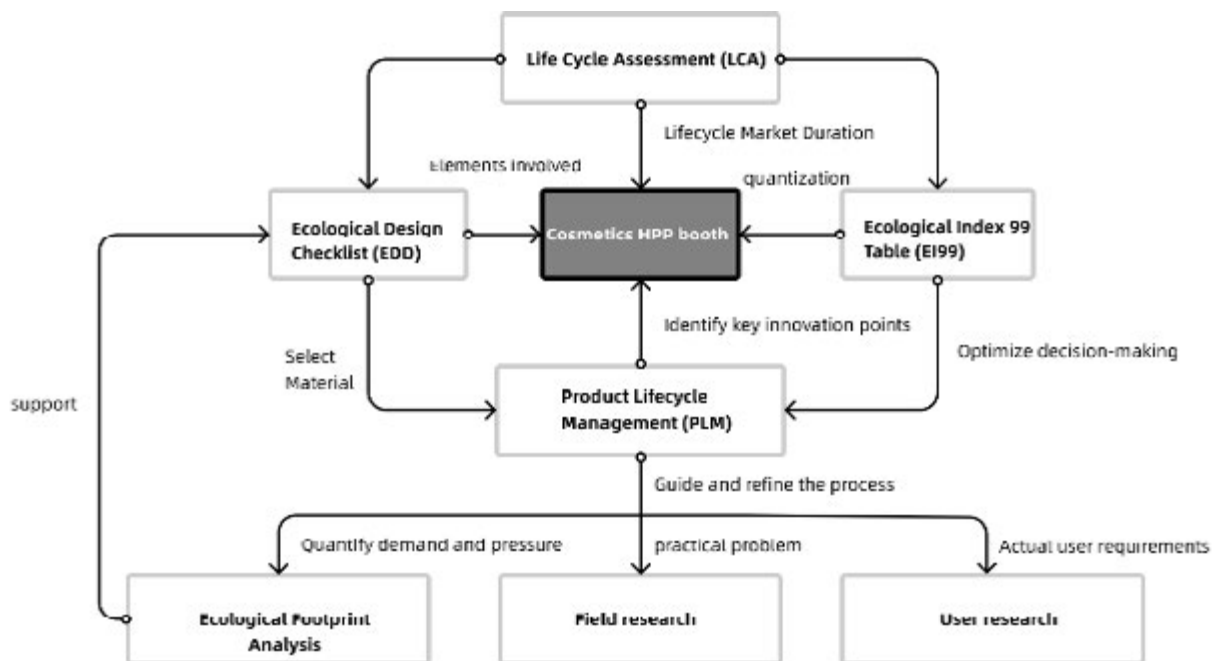 Life Cycle Assessment (LCA)
Lifecycle Market Duration
Elements involved
quantization
Ecological Design
Checklist (EDD)
Cosmetics HPP booth
Ecological Index 99
Table (EI99)
Identify key innovation points
Optimize decision-making
Select
Material
support
Product Lifecycle
Management (PLM)
Guide and refine the process
Quantify demand and pressure
practical problem
Actual user requirements
Ecological Footprint
Analysis
Field research
User research